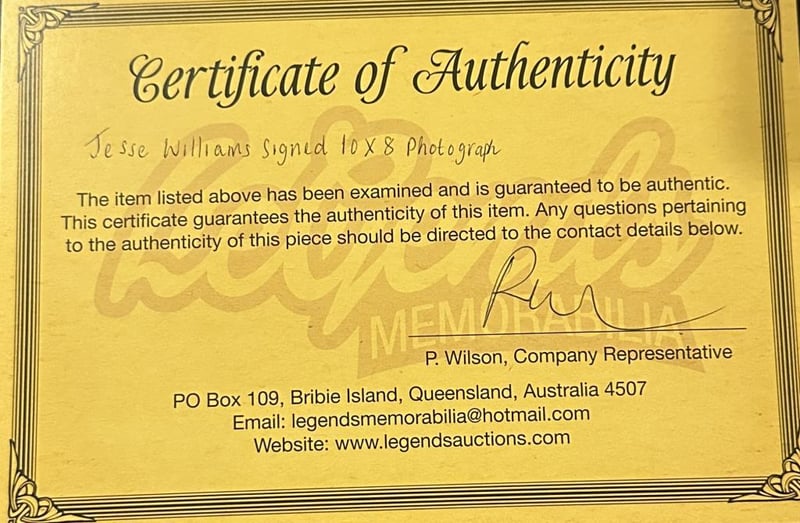 Certificate of Authenticity
Jesse Williams Signed 10 X 8 Photograph
The item listed above has been examined and is guaranteed to be authentic.
This certificate guarantees the authenticity of this item. Any questions pertaining
to the authenticity of this piece should be directed to the contact details below.
Legends
MEMORABILIA
P. Wilson, Company Representative
PO Box 109, Bribie Island, Queensland, Australia 4507
Email: legendsmemorabilia@hotmail.com
Website: www.legendsauctions.com